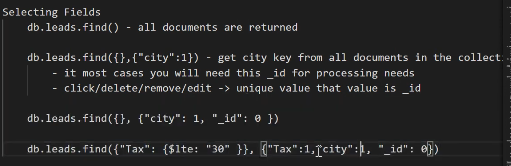 Selecting Fields
db.leads.find() - all documents are returned
db.leads.find({},{"city":1}) - get city key from all documents in the collecti
- it most cases you will need this _id for processing needs
- click/delete/remove/edit -> unique value that value is _id
db.leads.find({}, {"city": 1, "_id": 0 })
db.leads.find({"Tax": {$lte: "30" }}, {"Tax":1,"city":1, "_id": 0})